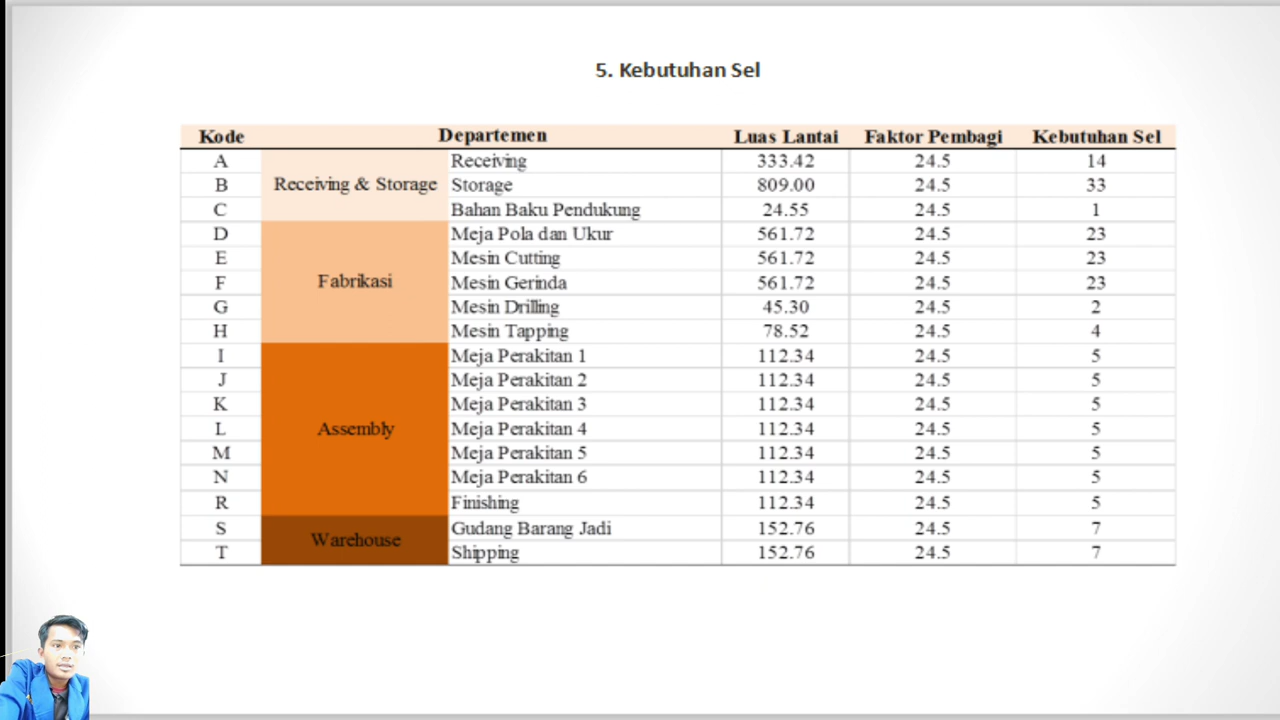 5. Kebutuhan Sel
Kode Departemen Luas Lantai Faktor Pembagi Kebutuhan Sel
A Receiving & Storage Receiving 333.42 24.5 14
B Storage 809.00 24.5 33
C Bahan Baku Pendukung 24.55 24.5 1
D Fabrikasi Meja Pola dan Ukur 561.72 24.5 23
E Mesin Cutting 561.72 24.5 23
F Mesin Gerinda 561.72 24.5 23
G Mesin Drilling 45.30 24.5 2
H Mesin Tapping 78.52 24.5 4
I Assembly Meja Perakitan 1 112.34 24.5 5
J Meja Perakitan 2 112.34 24.5 5
K Meja Perakitan 3 112.34 24.5 5
L Meja Perakitan 4 112.34 24.5 5
M Meja Perakitan 5 112.34 24.5 5
N Meja Perakitan 6 112.34 24.5 5
R Finishing 112.34 24.5 5
S Warehouse Gudang Barang Jadi 152.76 24.5 7
T Shipping 152.76 24.5 7